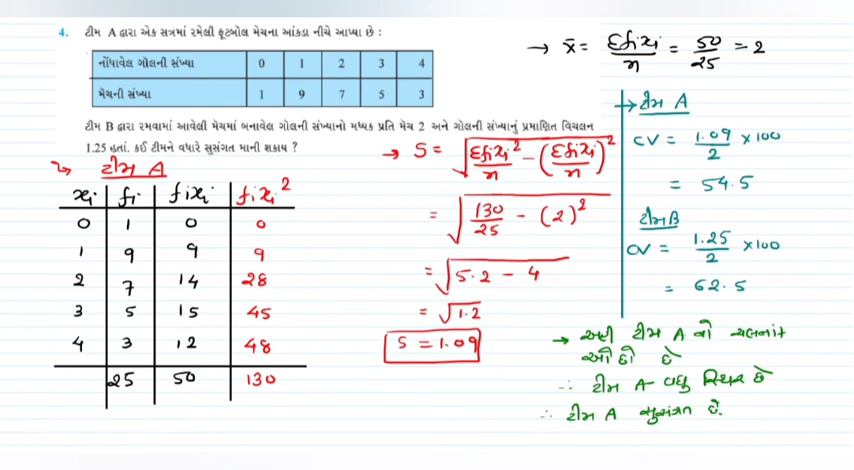 4. ટીમ A દ્વારા એક સત્રમાં રમેલી ફૂટબોલ મેચના આંકડા નીચે આપ્યા છે :
નોંધાવેલ ગોલની સંખ્યા 0 1 2 3 4
મેચની સંખ્યા 1 9 7 5 3
ટીમ B દ્વારા રમવામાં આવેલી મેચમાં બનાવેલ ગોલની સંખ્યાનો મધ્યક પ્રતિ મેચ 2 અને ગોલની સંખ્યાનું પ્રમાણિત વિચલન
1.25 હતાં. કઈ ટીમને વધારે સુસંગત માની શકાય ?
ટીમ A
xi fi fixi fixi²
0 1 0 0
1 9 9 9
2 7 14 28
3 5 15 45
4 3 12 48
25 50 130
→ x̄ = Σfixi/n = 50/25 = 2
→ S = √(Σfixi²/n - (Σfixi/n)²)
= √(130/25 - (2)²)
= √(5.2 - 4)
= √1.2
S = 1.09
→ ટીમ A
CV = 1.09/2 × 100
= 54.5
ટીમ B
CV = 1.25/2 × 100
= 62.5
→ અહી ટીમ A નો ચલનાંક
ઓછો છે
∴ ટીમ A વધુ સ્થિર છે
∴ ટીમ A સુસંગત છે.